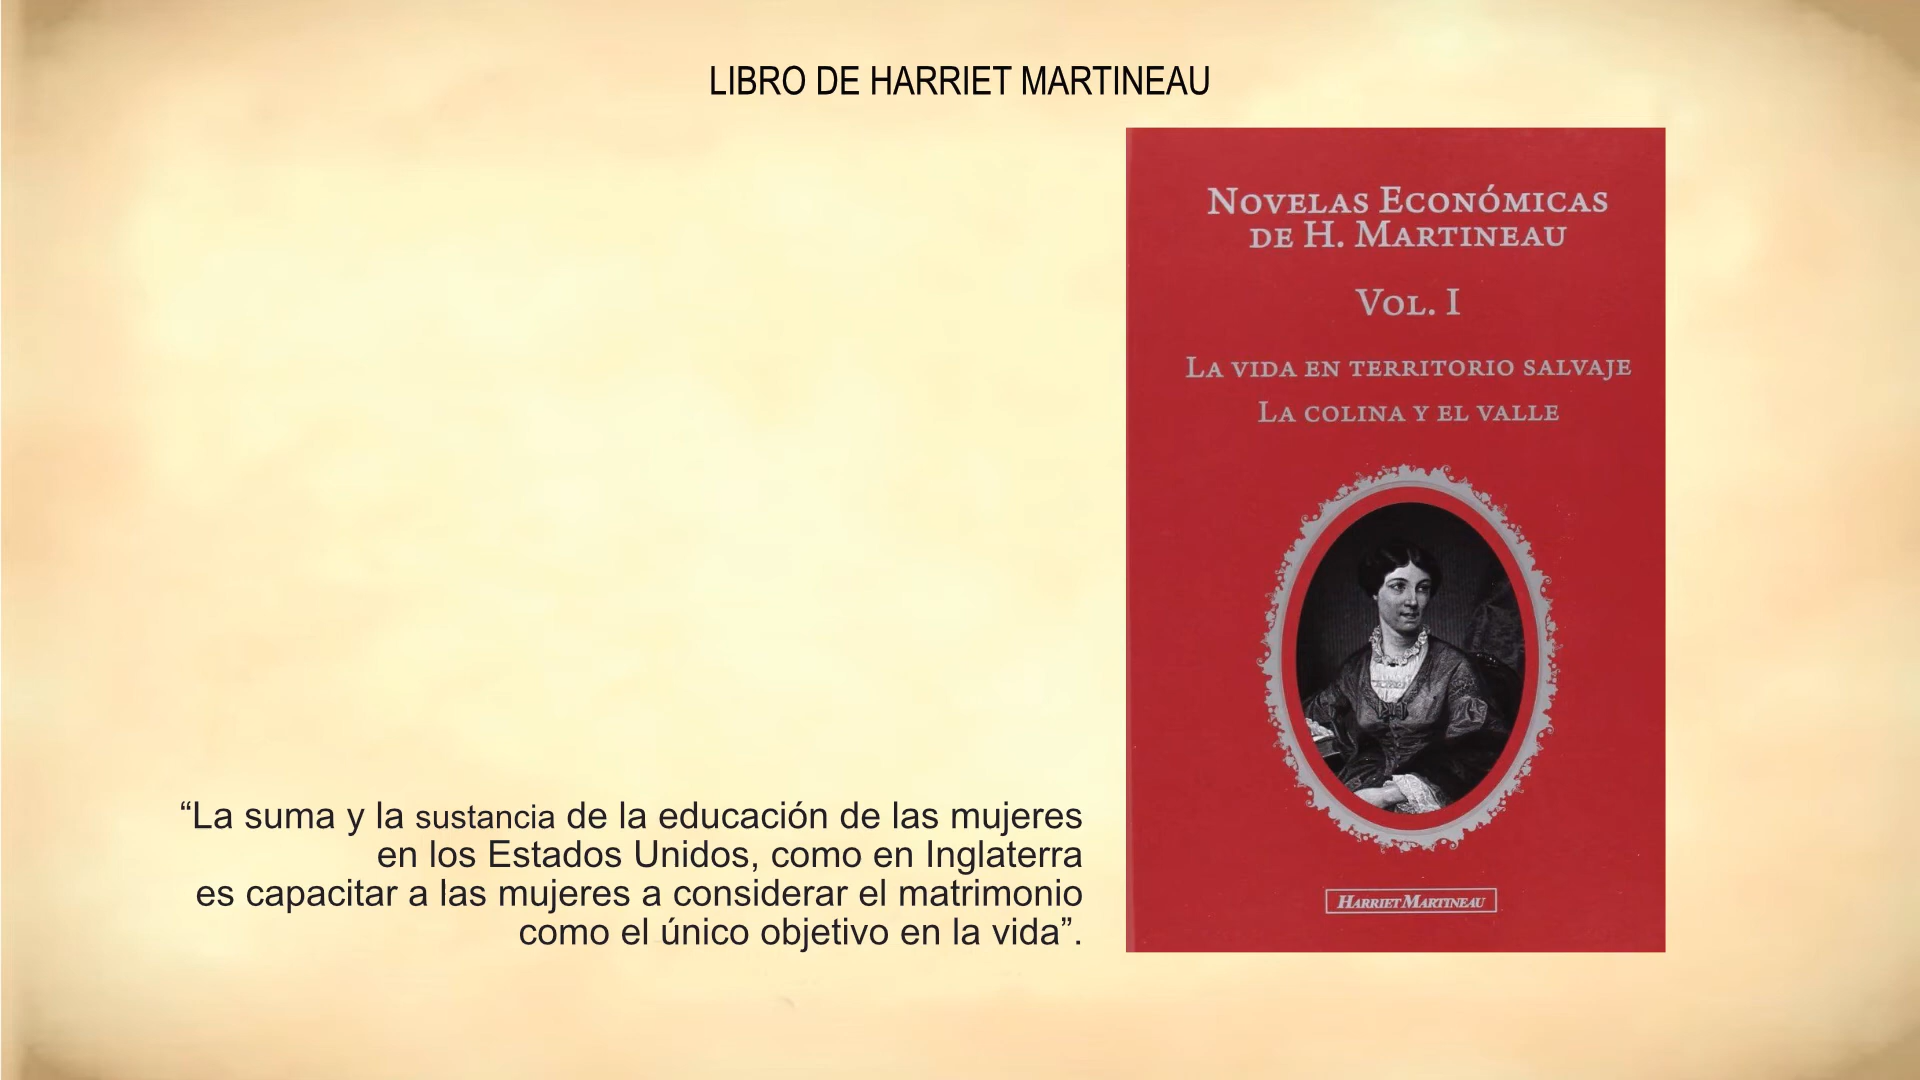 LIBRO DE HARRIET MARTINEAU
NOVELAS ECONÓMICAS
DE H. MARTINEAU
VOL. I
LA VIDA EN TERRITORIO SALVAJE
LA COLINA Y EL VALLE
HARRIET MARTINEAU
“La suma y la sustancia de la educación de las mujeres
en los Estados Unidos, como en Inglaterra
es capacitar a las mujeres a considerar el matrimonio
como el único objetivo en la vida”.